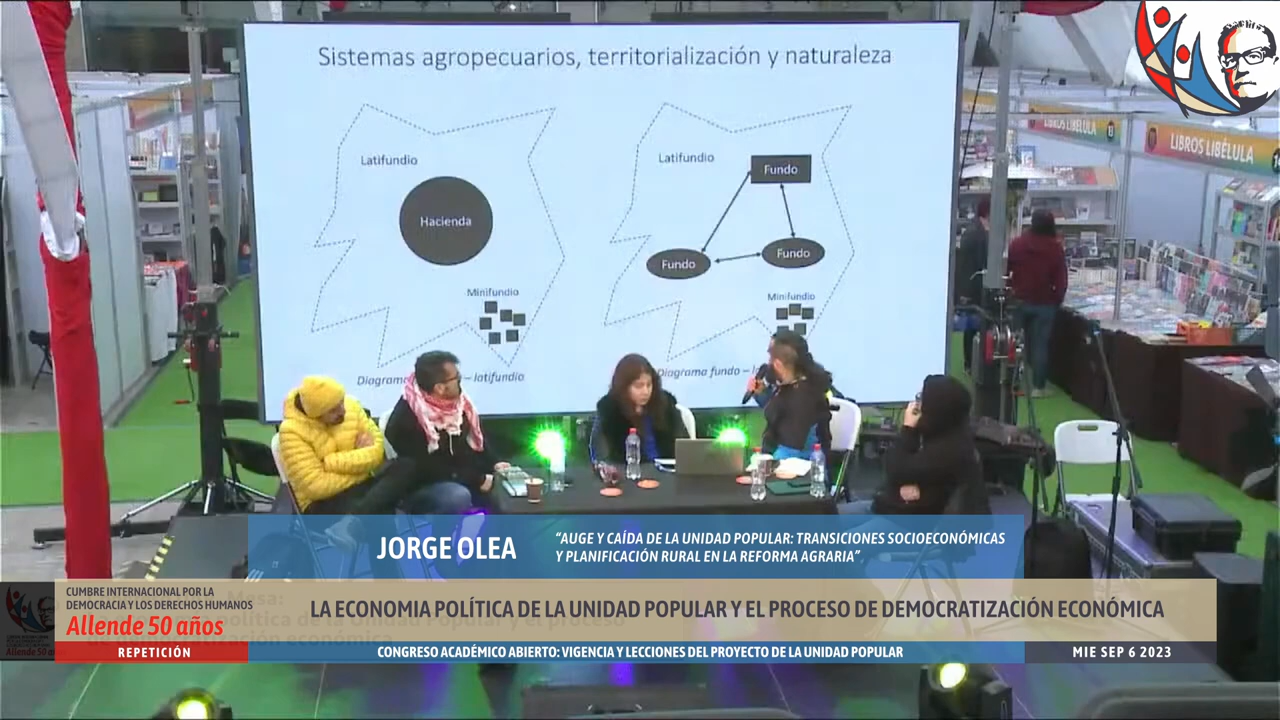 Sistemas agropecuarios, territorialización y naturaleza
Latifundio
Hacienda
Minifundio
Latifundio
Fundo
Fundo
Fundo
Minifundio
latifundio
Diagrama fundo
LIBROS LIBÉLULA
JORGE OLEA
“AUGE Y CAÍDA DE LA UNIDAD POPULAR: TRANSICIONES SOCIOECONÓMICAS
Y PLANIFICACIÓN RURAL EN LA REFORMA AGRARIA”
CUMBRE INTERNACIONAL POR LA
DEMOCRACIA Y LOS DERECHOS HUMANOS
Allende 50 años
LA ECONOMIA POLÍTICA DE LA UNIDAD POPULAR Y EL PROCESO DE DEMOCRATIZACIÓN ECONÓMICA
REPETICIÓN
CONGRESO ACADÉMICO ABIERTO: VIGENCIA Y LECCIONES DEL PROYECTO DE LA UNIDAD POPULAR
MIE SEP 6 2023